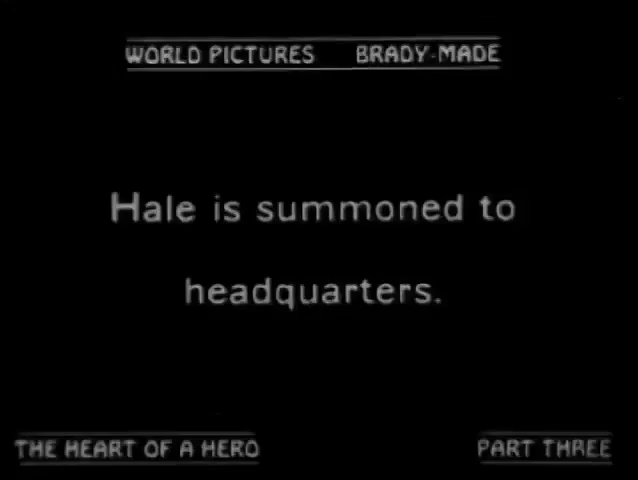 WORLD PICTURES BRADY-MADE
Hale is summoned to
headquarters.
THE HEART OF A HERO
PART THREE